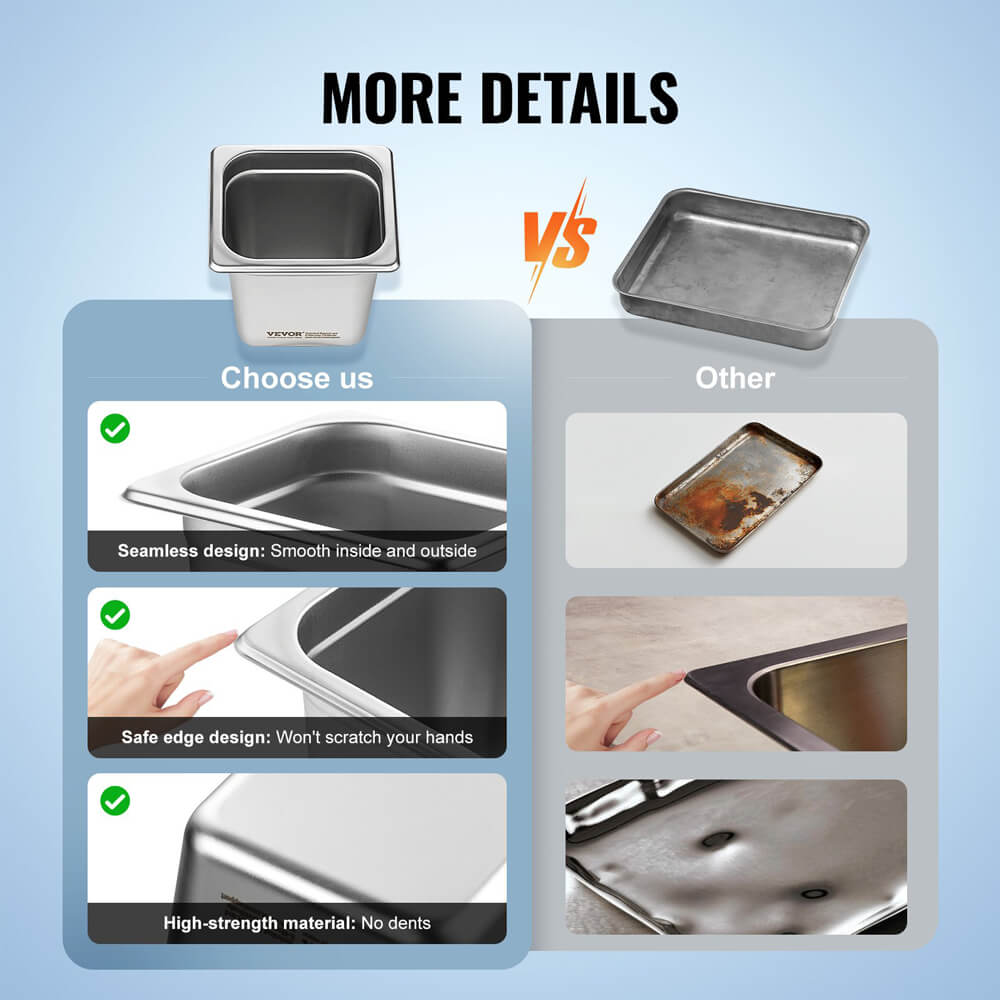 MORE DETAILS
VS
VEVOR
Choose us
Other
Seamless design: Smooth inside and outside
Safe edge design: Won't scratch your hands
High-strength material: No dents